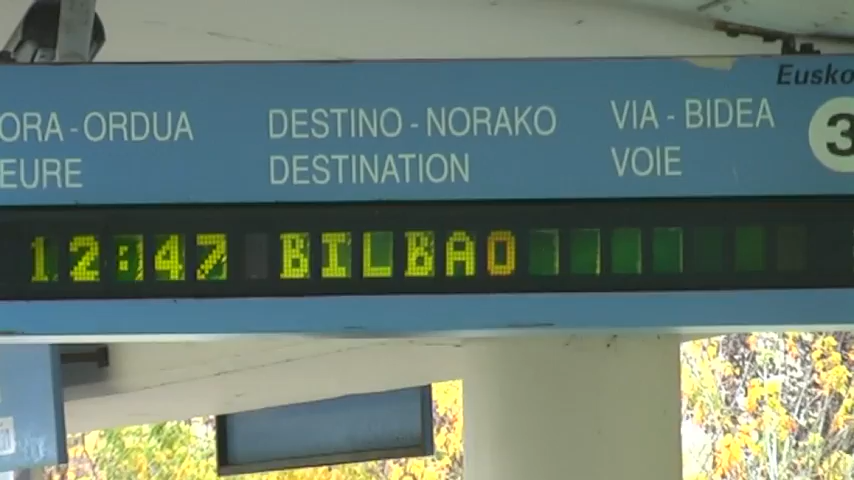 Eusko
ORA - ORDUA DESTINO - NORAKO VIA - BIDEA 3
EURE DESTINATION VOIE
12:47 BILBAO